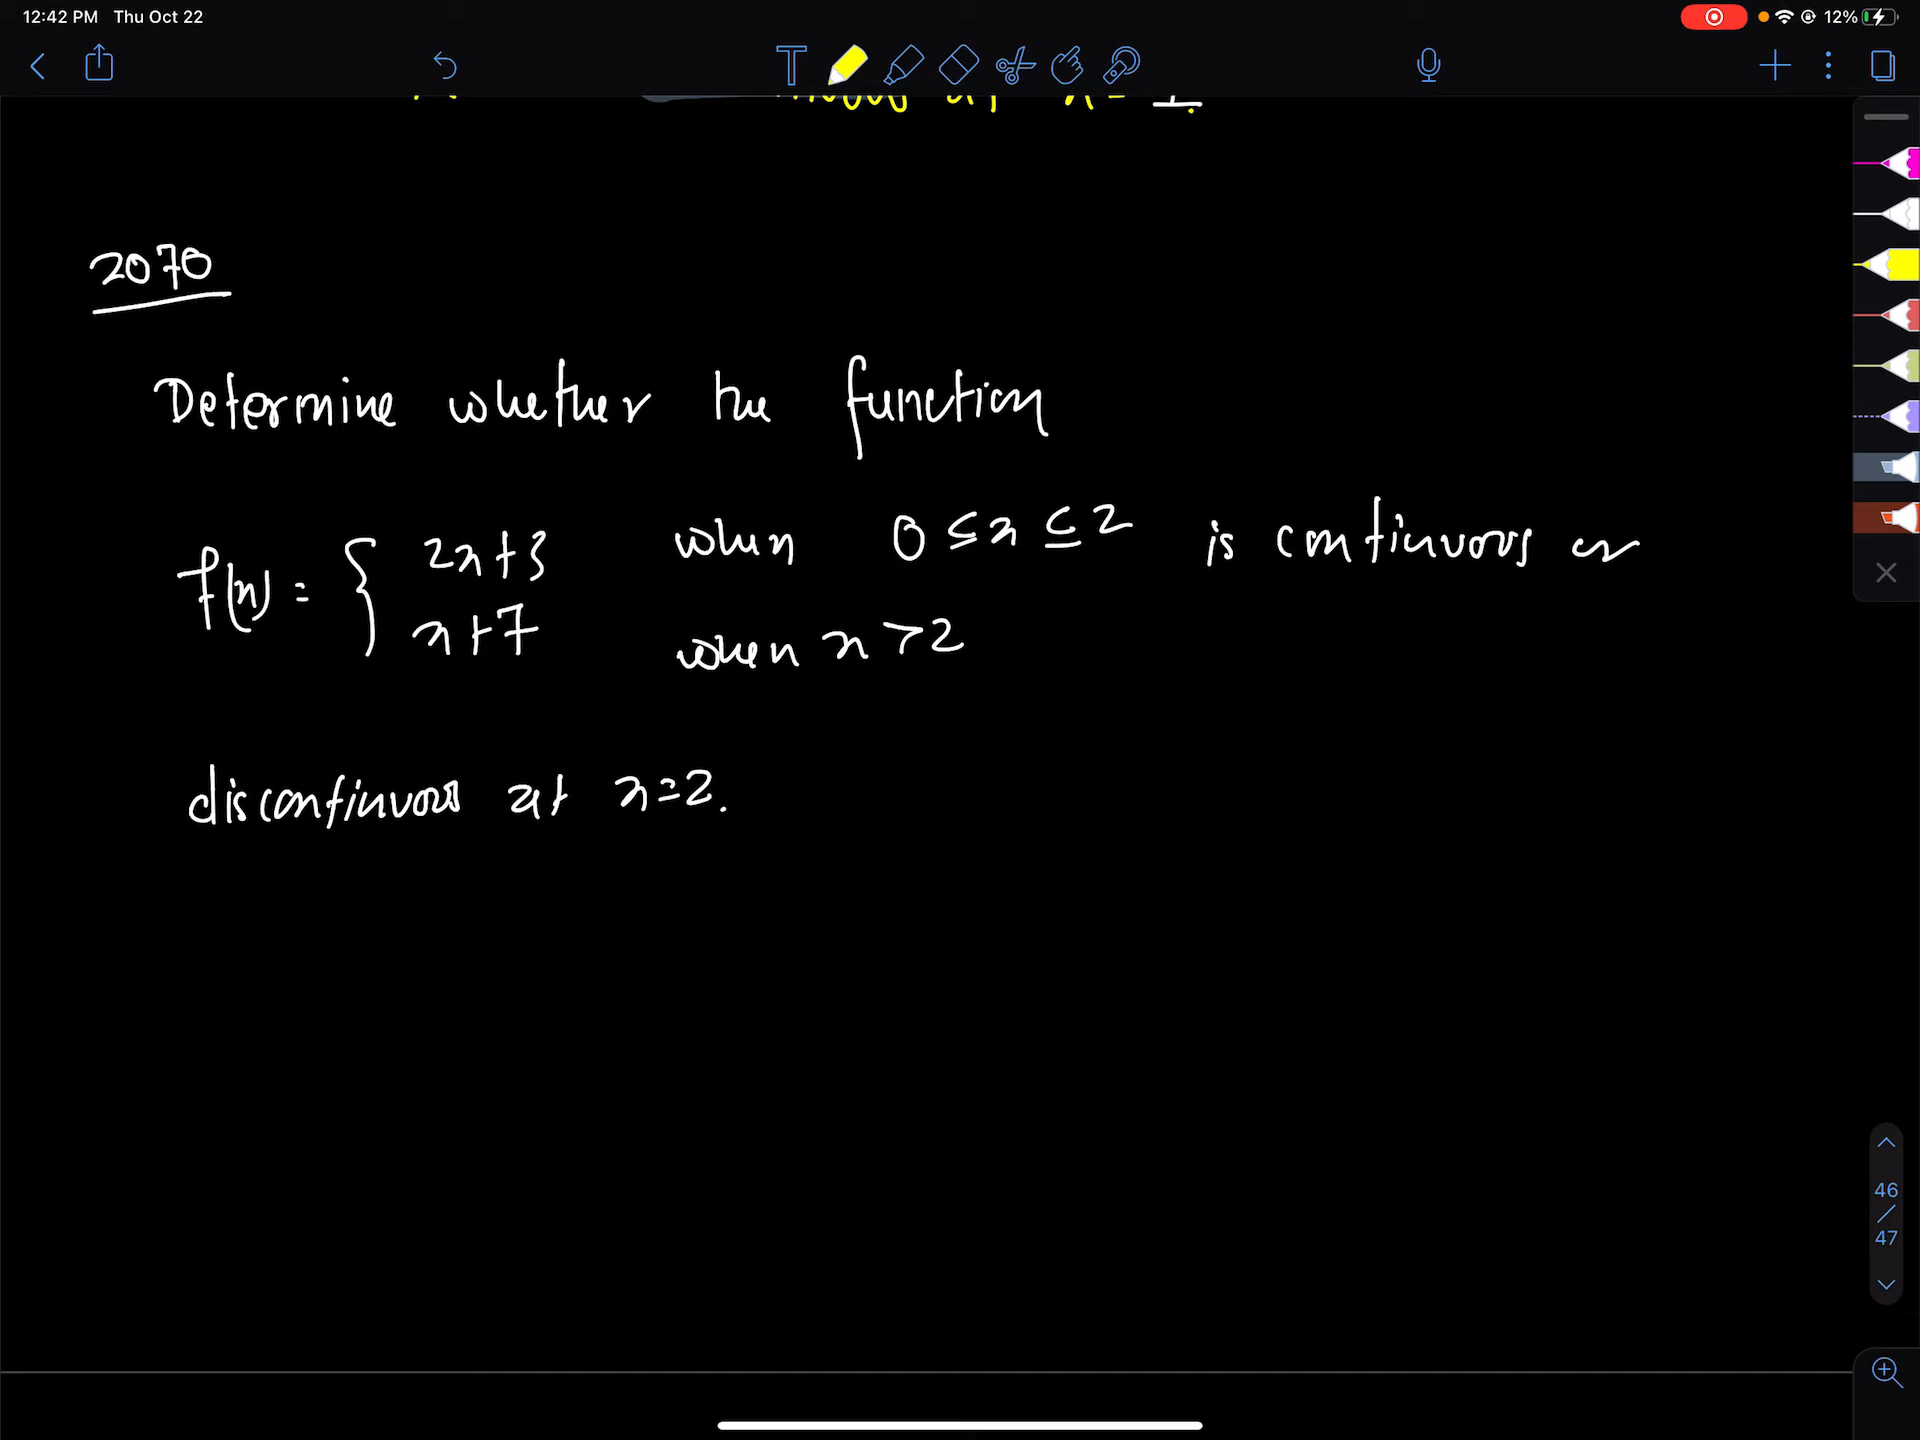 12:42 PM Thu Oct 22
12%
x=
2070
Determine whether the function
f(x) = { 2x+3 when 0 ≤ x ≤ 2 is continuous or
x+7 when x >2
discontinuous at x=2.
46
/
47